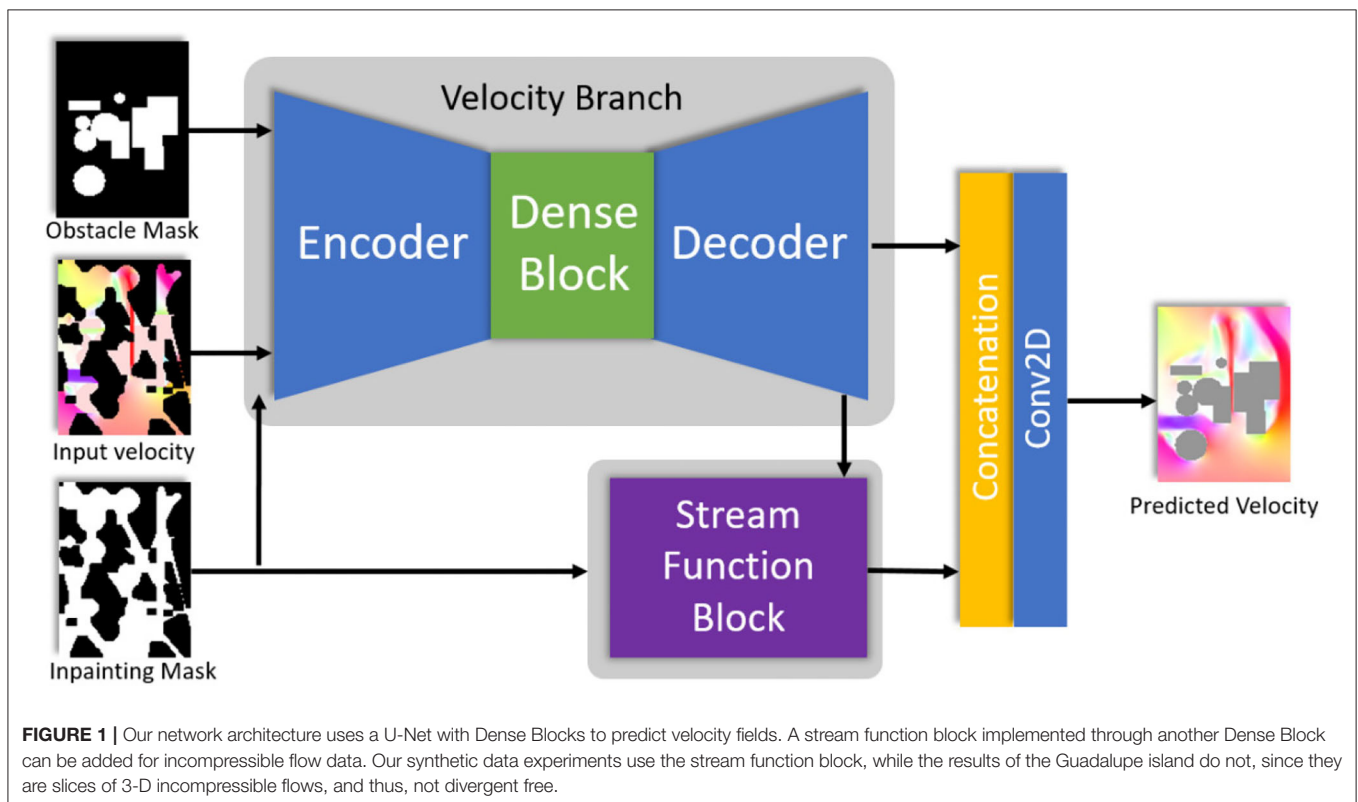 Velocity Branch
Obstacle Mask
Encoder
Dense
Block
Decoder
Input velocity
Inpainting Mask
Stream
Function
Block
Concatenation
Conv2D
Predicted Velocity
FIGURE 1 | Our network architecture uses a U-Net with Dense Blocks to predict velocity fields. A stream function block implemented through another Dense Block
can be added for incompressible flow data. Our synthetic data experiments use the stream function block, while the results of the Guadalupe island do not, since they
are slices of 3-D incompressible flows, and thus, not divergent free.